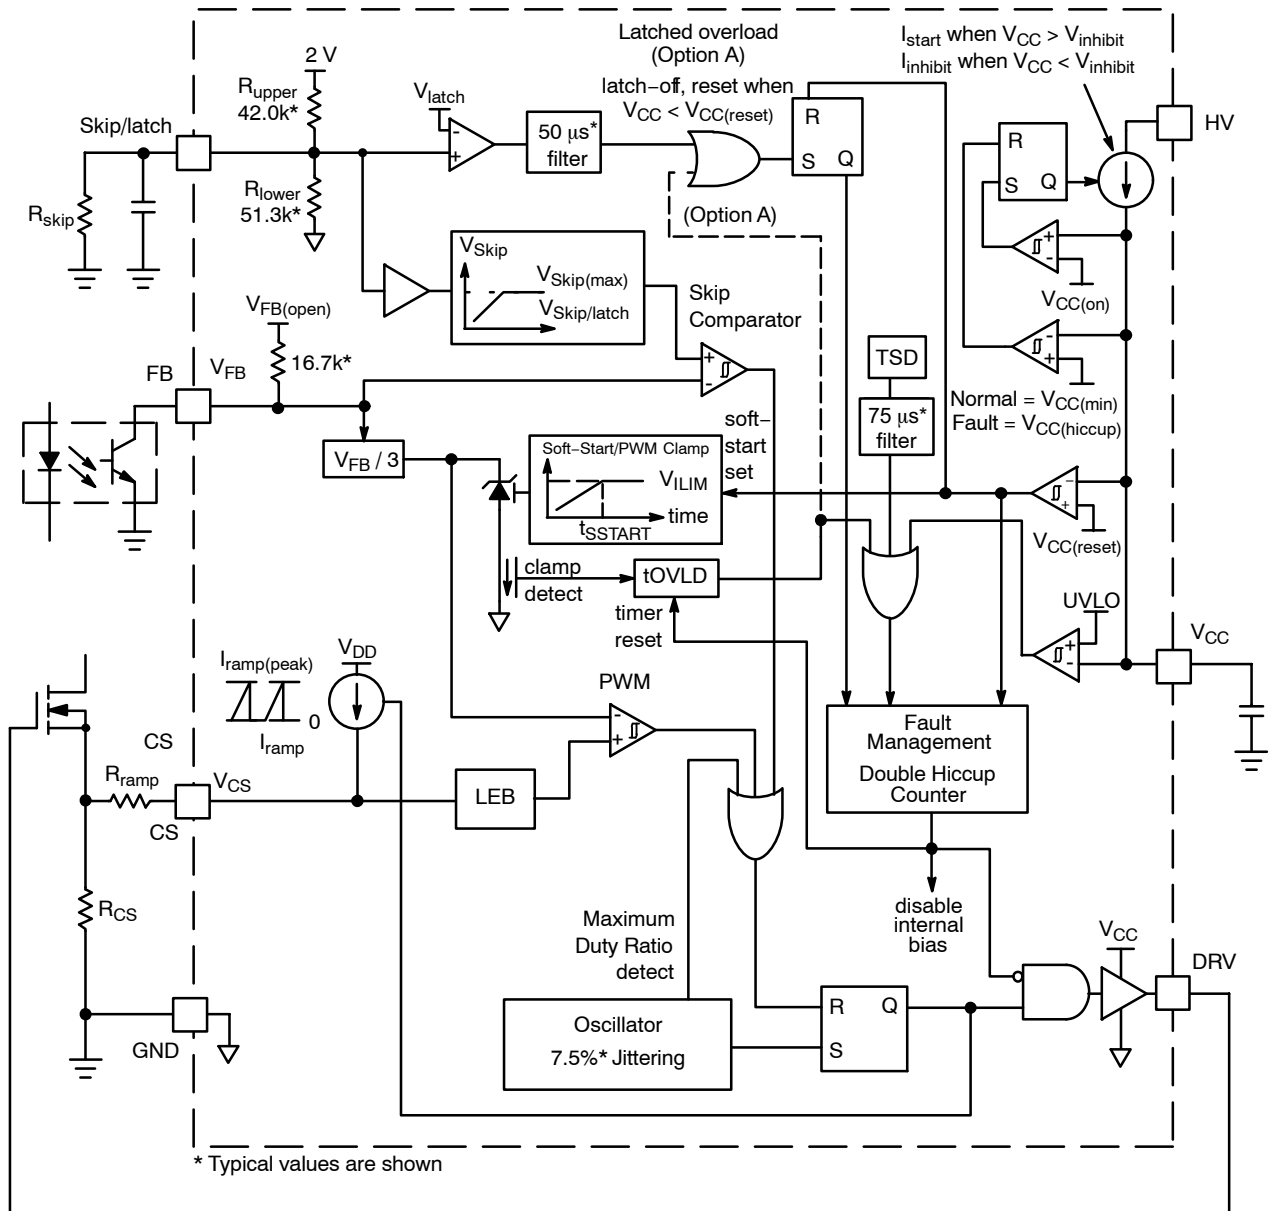 Latched overload
(Option A)
latch–off, reset when
VCC < VCC(reset)
Istart when VCC > Vinhibit
Iinhibit when VCC < Vinhibit
2 V
Rupper
42.0k*
Vlatch
-
+
50 μs*
filter
R
S
Q
HV
R
S
Q
Skip/latch
Rskip
Rlower
51.3k*
(Option A)
+
-
VCC(on)
VSkip
VSkip(max)
VSkip/latch
Skip
Comparator
+
-
-
+
Normal = VCC(min)
Fault = VCC(hiccup)
VFB(open)
16.7k*
FB
VFB
TSD
75 μs*
filter
soft–
start
set
VFB / 3
Soft–Start/PWM Clamp
VILIM
time
tSSTART
-
+
VCC(reset)
clamp
detect
tOVLD
timer
reset
UVLO
+
-
VCC
VDD
Iramp(peak)
0
Iramp
PWM
-
+
Fault
Management
Double Hiccup
Counter
CS
Rramp
VCS
CS
LEB
RCS
disable
internal
bias
Maximum
Duty Ratio
detect
VCC
DRV
Oscillator
7.5%* Jittering
R
S
Q
GND
* Typical values are shown